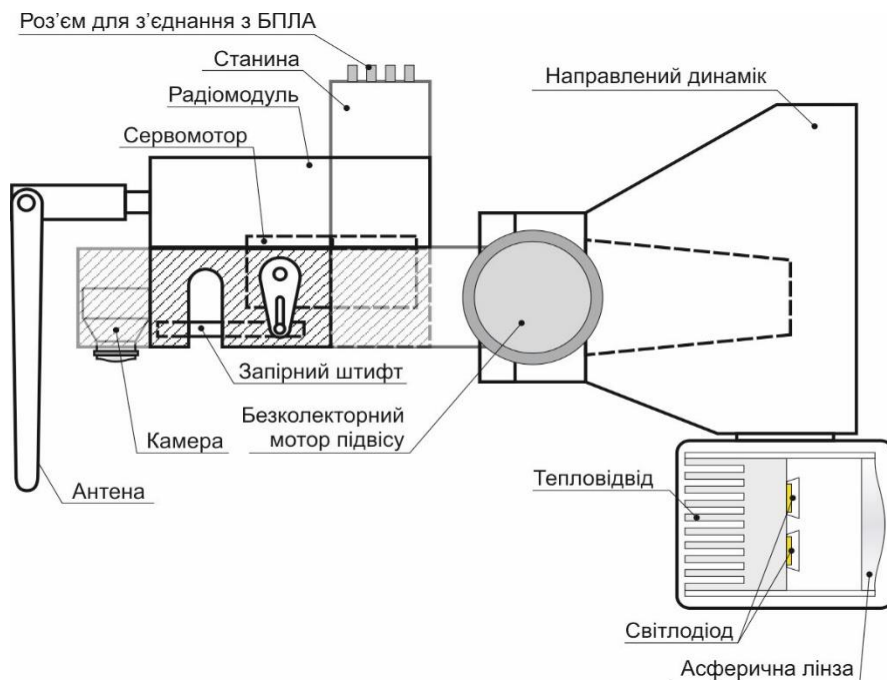 Роз’єм для з’єднання з БПЛА
Станина
Радіомодуль
Сервомотор
Направлений динамік
Запірний штифт
Безколекторний
мотор підвісу
Камера
Антена
Тепловідвід
Світлодіод
Асферична лінза